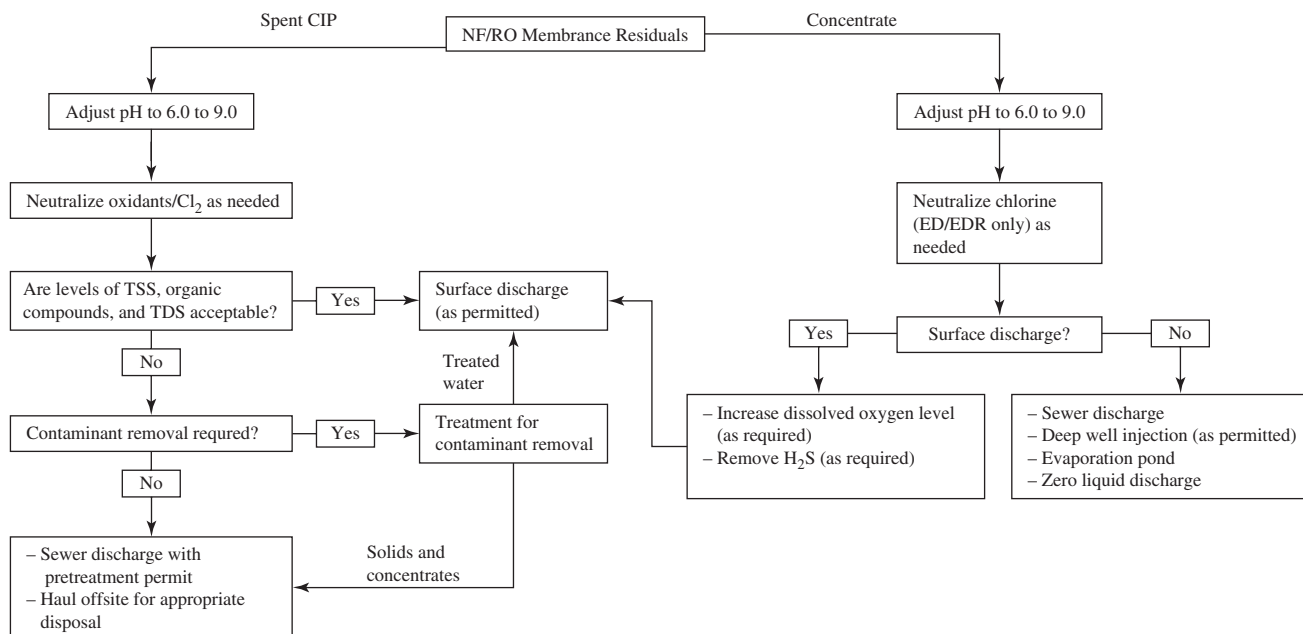 Spent CIP
NF/RO Membrance Residuals
Concentrate
Adjust pH to 6.0 to 9.0
Neutralize oxidants/Cl₂ as needed
Are levels of TSS, organic
compounds, and TDS acceptable?
Yes
Surface discharge
(as permitted)
No
Treated
water
Contaminant removal requred?
Yes
Treatment for
contaminant removal
No
Solids and
concentrates
– Sewer discharge with
pretreatment permit
– Haul offsite for appropriate
disposal
Adjust pH to 6.0 to 9.0
Neutralize chlorine
(ED/EDR only) as
needed
Surface discharge?
Yes
No
– Increase dissolved oxygen level
(as required)
– Remove H₂S (as required)
– Sewer discharge
– Deep well injection (as permitted)
– Evaporation pond
– Zero liquid discharge